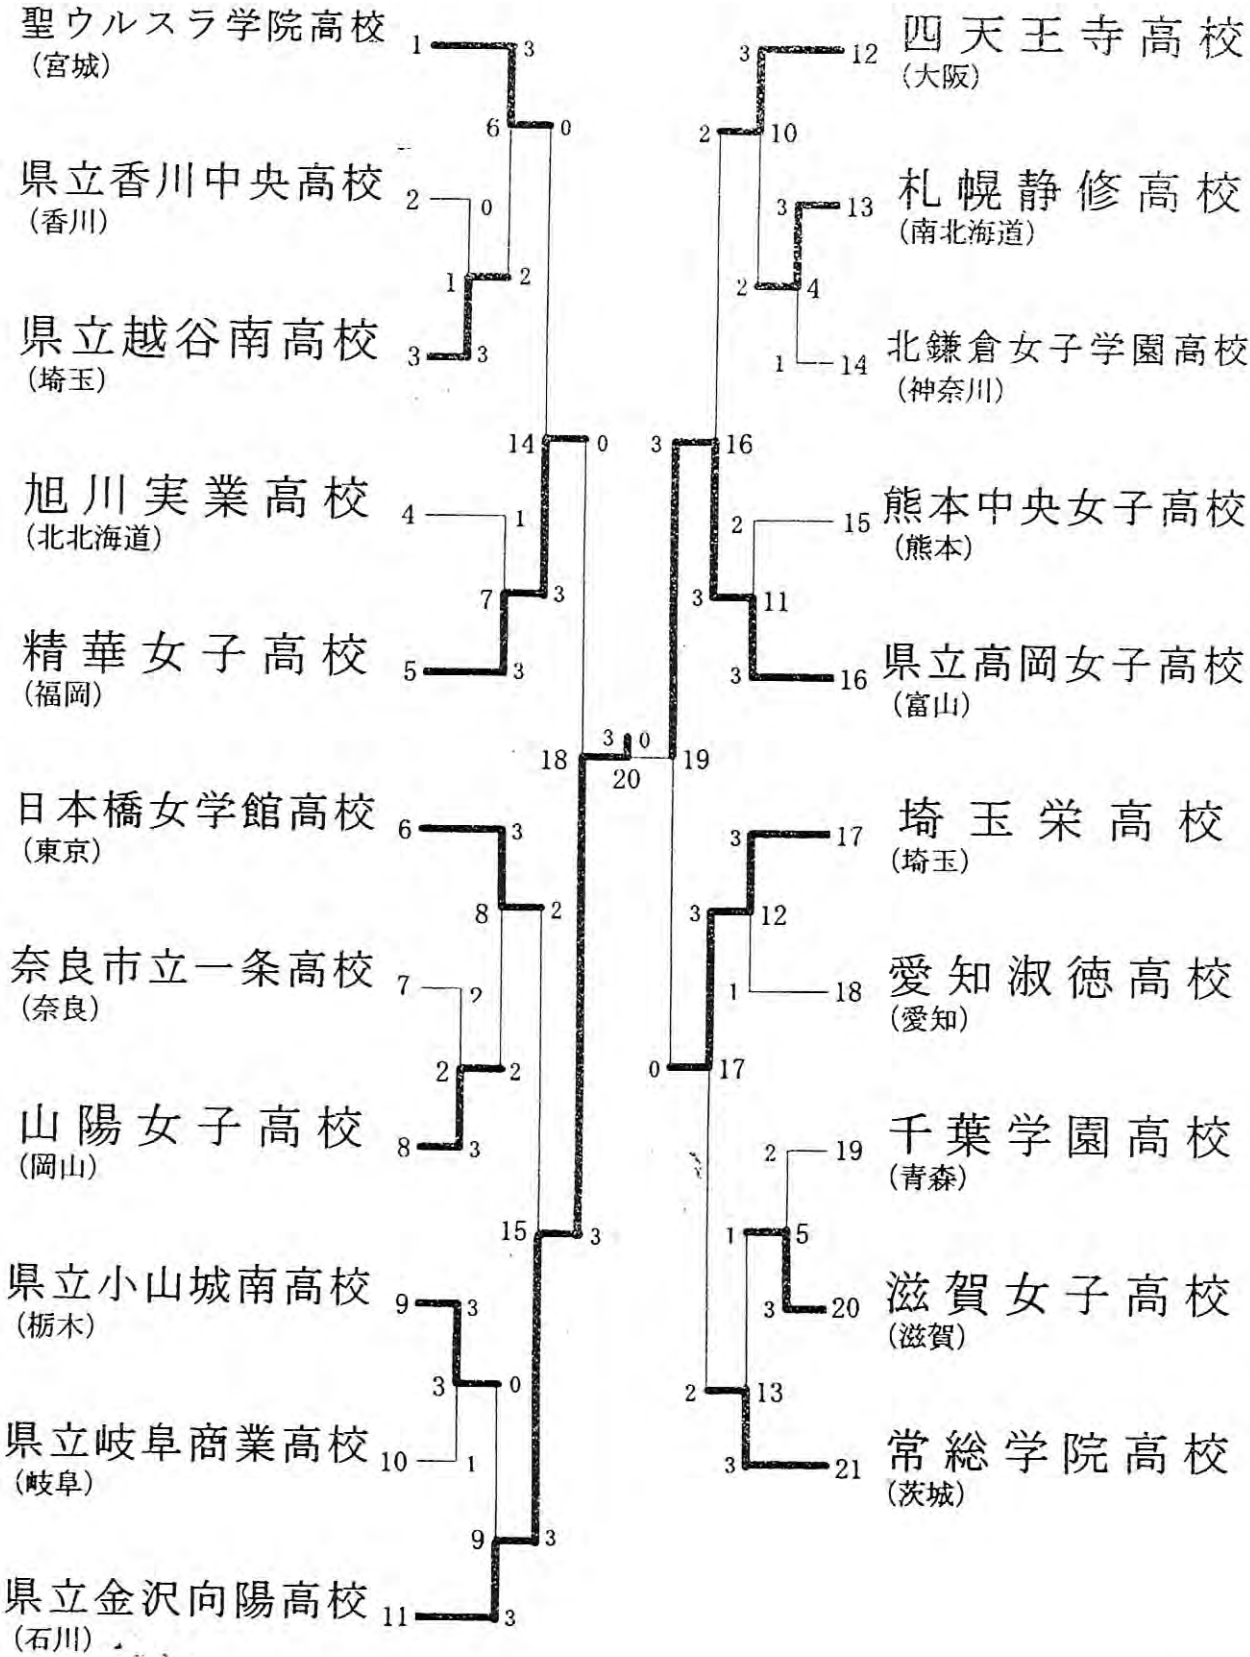 聖ウルスラ学院高校 1 3
(宮城)
6 0
県立香川中央高校 2 0
(香川)
1 2
県立越谷南高校 3 3
(埼玉)
14 0
旭川実業高校 4 1
(北北海道)
7 3
精華女子高校 5 3
(福岡)
18 3 0 19
20
日本橋女学館高校 6 3
(東京)
8 2
奈良市立一条高校 7 2
(奈良)
2 2
山陽女子高校 8 3
(岡山)
15 3
県立小山城南高校 9 3
(栃木)
3 0
県立岐阜商業高校 10 1
(岐阜)
9 3
県立金沢向陽高校 11 3
(石川)
3 12 四天王寺高校
(大阪)
2 10
3 13 札幌静修高校
(南北海道)
2 4
1 14 北鎌倉女子学園高校
(神奈川)
3 16
2 15 熊本中央女子高校
(熊本)
3 11
3 16 県立高岡女子高校
(富山)
3 17 埼玉栄高校
(埼玉)
3 12
1 18 愛知淑徳高校
(愛知)
0 17
2 19 千葉学園高校
(青森)
1 5
3 20 滋賀女子高校
(滋賀)
2 13
3 21 常総学院高校
(茨城)